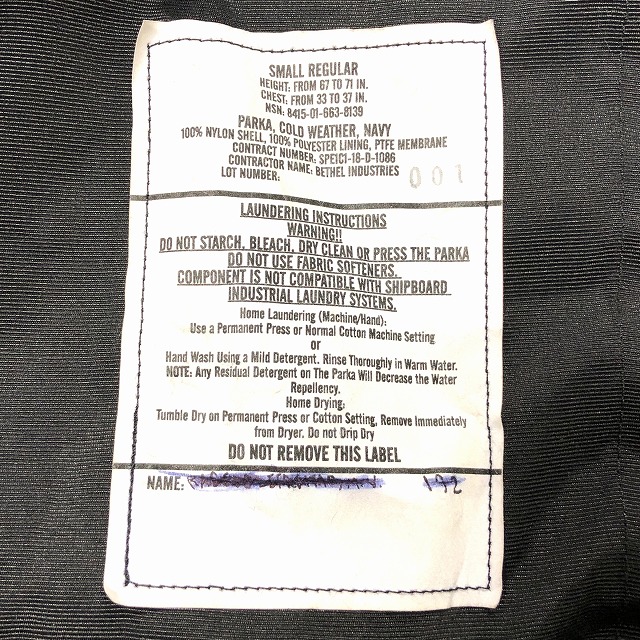 SMALL REGULAR
HEIGHT: FROM 67 TO 71 IN.
CHEST: FROM 33 TO 37 IN.
NSN: 8415-01-663-8139
PARKA, COLD WEATHER, NAVY
100% NYLON SHELL, 100% POLYESTER LINING, PTFE MEMBRANE
CONTRACT NUMBER: SPE1C1-18-D-1086
CONTRACTOR NAME: BETHEL INDUSTRIES
LOT NUMBER: 001
LAUNDERING INSTRUCTIONS
WARNING!!
DO NOT STARCH, BLEACH, DRY CLEAN OR PRESS THE PARKA
DO NOT USE FABRIC SOFTENERS.
COMPONENT IS NOT COMPATIBLE WITH SHIPBOARD
INDUSTRIAL LAUNDRY SYSTEMS.
Home Laundering (Machine/Hand):
Use a Permanent Press or Normal Cotton Machine Setting
or
Hand Wash Using a Mild Detergent. Rinse Thoroughly in Warm Water.
NOTE: Any Residual Detergent on The Parka Will Decrease the Water
Repellency.
Home Drying:
Tumble Dry on Permanent Press or Cotton Setting, Remove Immediately
from Dryer. Do not Drip Dry
DO NOT REMOVE THIS LABEL
NAME: 192